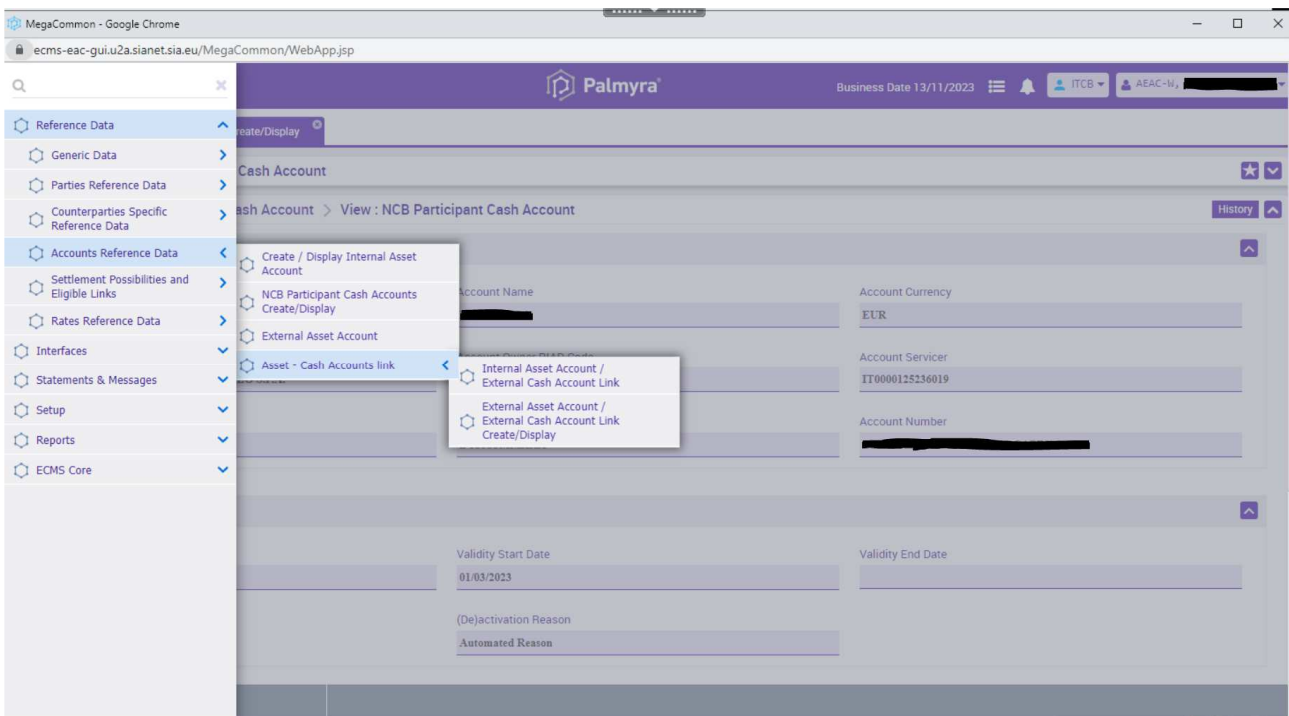 MegaCommon - Google Chrome
ecms-eac-gui.u2a.sianet.sia.eu/MegaCommon/WebApp.jsp
Palmyra
Business Date 13/11/2023
ITCB
AEAC-W,
Reference Data
Generic Data
Parties Reference Data
Counterparties Specific
Reference Data
Accounts Reference Data
Settlement Possibilities and
Eligible Links
Rates Reference Data
Interfaces
Statements & Messages
Setup
Reports
ECMS Core
Create / Display Internal Asset
Account
NCB Participant Cash Accounts
Create/Display
External Asset Account
Asset - Cash Accounts link
Internal Asset Account /
External Cash Account Link
External Asset Account /
External Cash Account Link
Create/Display
reate/Display
Cash Account
ash Account > View : NCB Participant Cash Account
History
Account Name
Account Currency
EUR
Account Servicer
IT0000125236019
Account Number
Validity Start Date
Validity End Date
01/03/2023
(De)activation Reason
Automated Reason